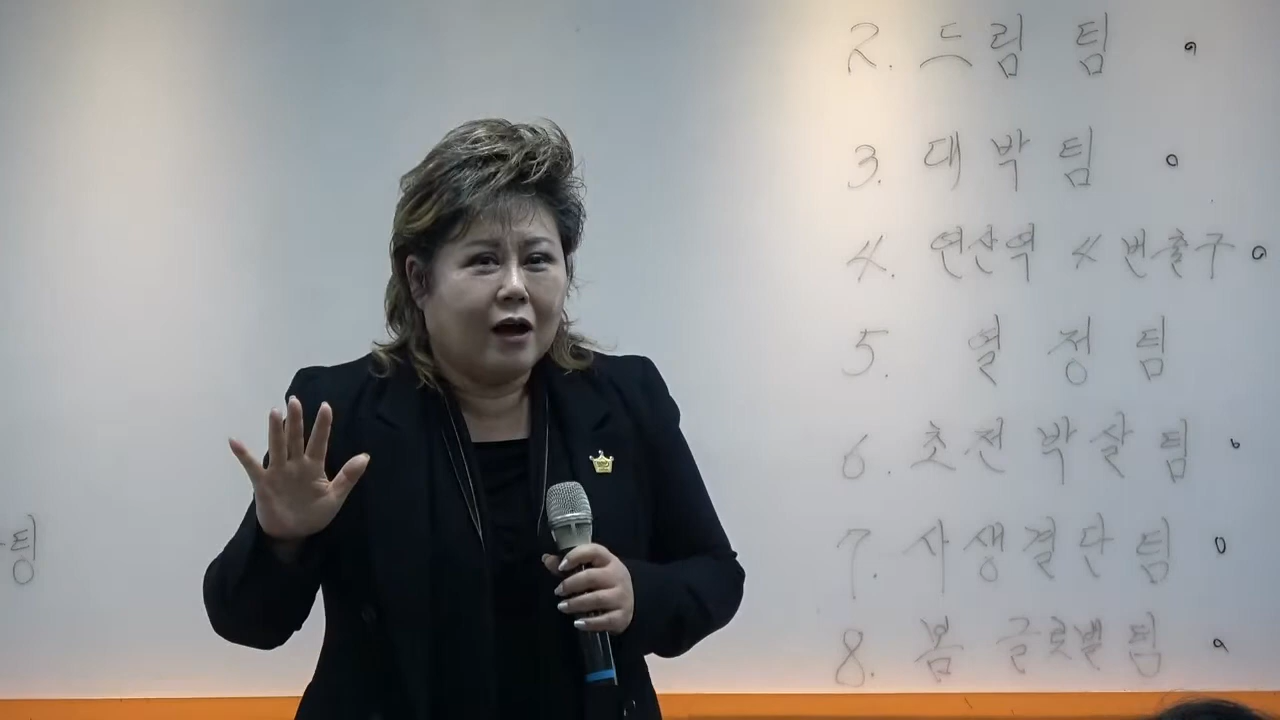 2. 드림 팀
3. 대박팀
4. 연산역 4번출구
5. 열정팀
6. 초전박살팀
7. 사생결단팀
8. 봄 글로벌팀
팅